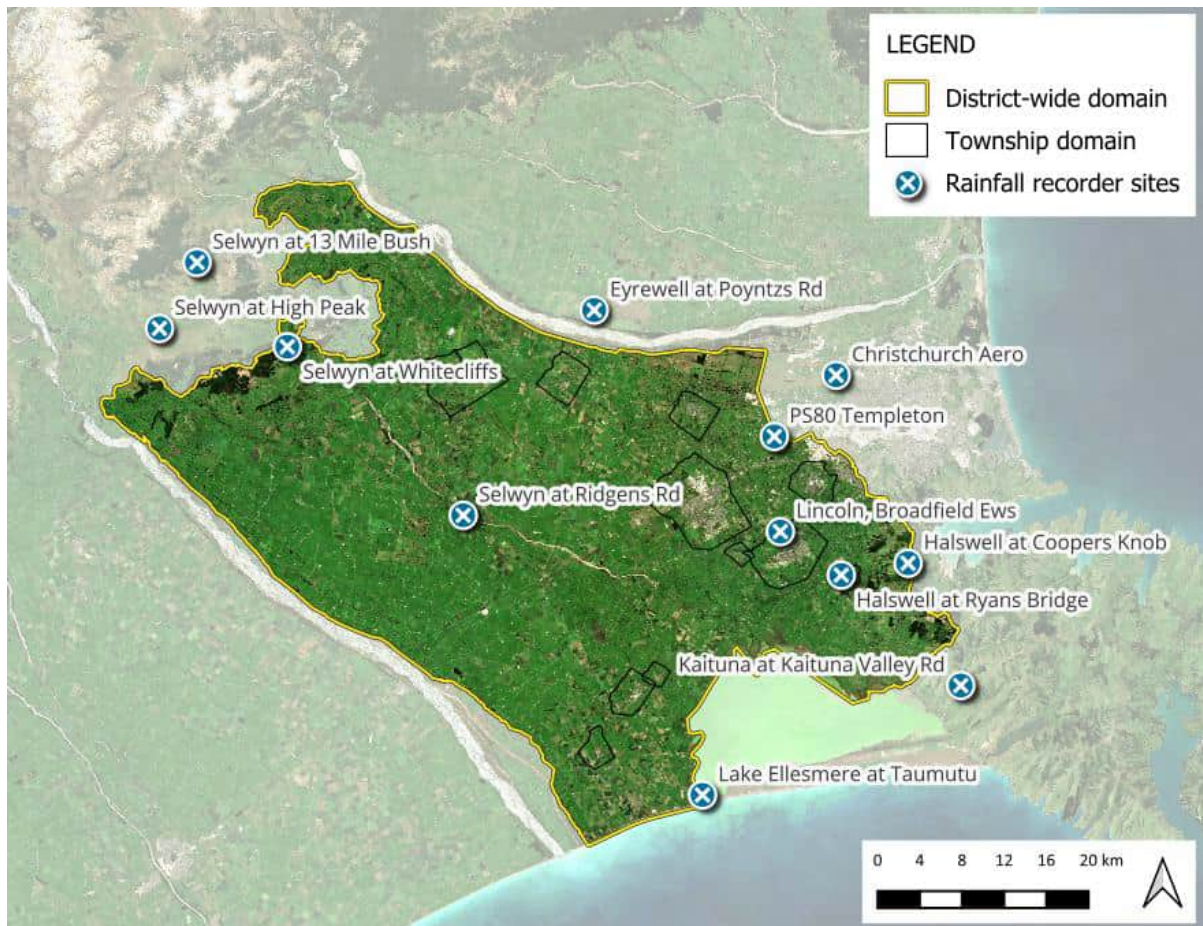 LEGEND
District-wide domain
Township domain
Rainfall recorder sites
Selwyn at 13 Mile Bush
Eyrewell at Poyntzs Rd
Selwyn at High Peak
Christchurch Aero
Selwyn at Whitecliffs
PS80 Templeton
Selwyn at Ridgens Rd
Lincoln, Broadfield Ews
Halswell at Coopers Knob
Halswell at Ryans Bridge
Kaituna at Kaituna Valley Rd
Lake Ellesmere at Taumutu
0 4 8 12 16 20 km